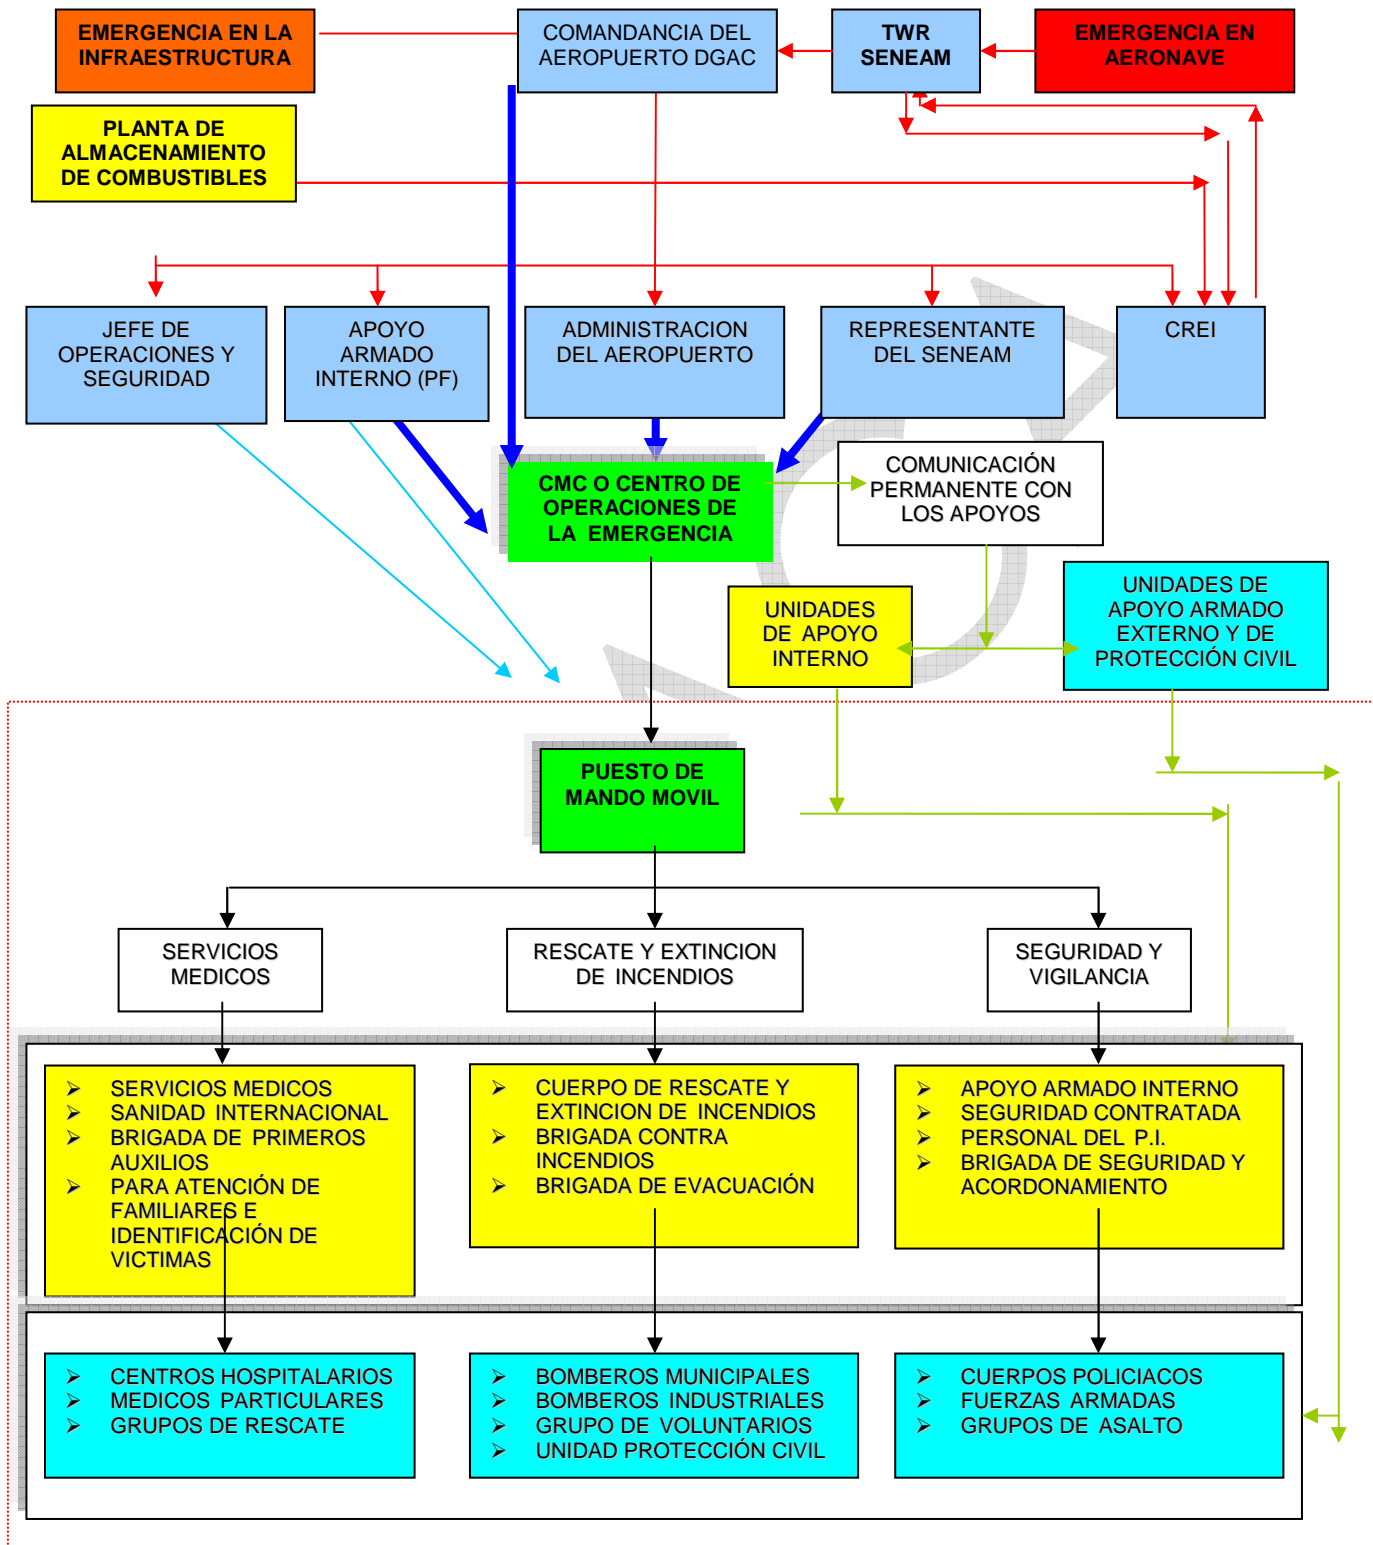 EMERGENCIA EN LA
INFRAESTRUCTURA
COMANDANCIA DEL
AEROPUERTO DGAC
TWR
SENEAM
EMERGENCIA EN
AERONAVE
PLANTA DE
ALMACENAMIENTO
DE COMBUSTIBLES
JEFE DE
OPERACIONES Y
SEGURIDAD
APOYO
ARMADO
INTERNO (PF)
ADMINISTRACION
DEL AEROPUERTO
REPRESENTANTE
DEL SENEAM
CREI
CMC O CENTRO DE
OPERACIONES DE
LA EMERGENCIA
COMUNICACIÓN
PERMANENTE CON
LOS APOYOS
UNIDADES
DE APOYO
INTERNO
UNIDADES DE
APOYO ARMADO
EXTERNO Y DE
PROTECCIÓN CIVIL
PUESTO DE
MANDO MOVIL
SERVICIOS
MEDICOS
RESCATE Y EXTINCION
DE INCENDIOS
SEGURIDAD Y
VIGILANCIA
➢ SERVICIOS MEDICOS
➢ SANIDAD INTERNACIONAL
➢ BRIGADA DE PRIMEROS
AUXILIOS
➢ PARA ATENCIÓN DE
FAMILIARES E
IDENTIFICACIÓN DE
VICTIMAS
➢ CUERPO DE RESCATE Y
EXTINCION DE INCENDIOS
➢ BRIGADA CONTRA
INCENDIOS
➢ BRIGADA DE EVACUACIÓN
➢ APOYO ARMADO INTERNO
➢ SEGURIDAD CONTRATADA
➢ PERSONAL DEL P.I.
➢ BRIGADA DE SEGURIDAD Y
ACORDONAMIENTO
➢ CENTROS HOSPITALARIOS
➢ MEDICOS PARTICULARES
➢ GRUPOS DE RESCATE
➢ BOMBEROS MUNICIPALES
➢ BOMBEROS INDUSTRIALES
➢ GRUPO DE VOLUNTARIOS
➢ UNIDAD PROTECCIÓN CIVIL
➢ CUERPOS POLICIACOS
➢ FUERZAS ARMADAS
➢ GRUPOS DE ASALTO